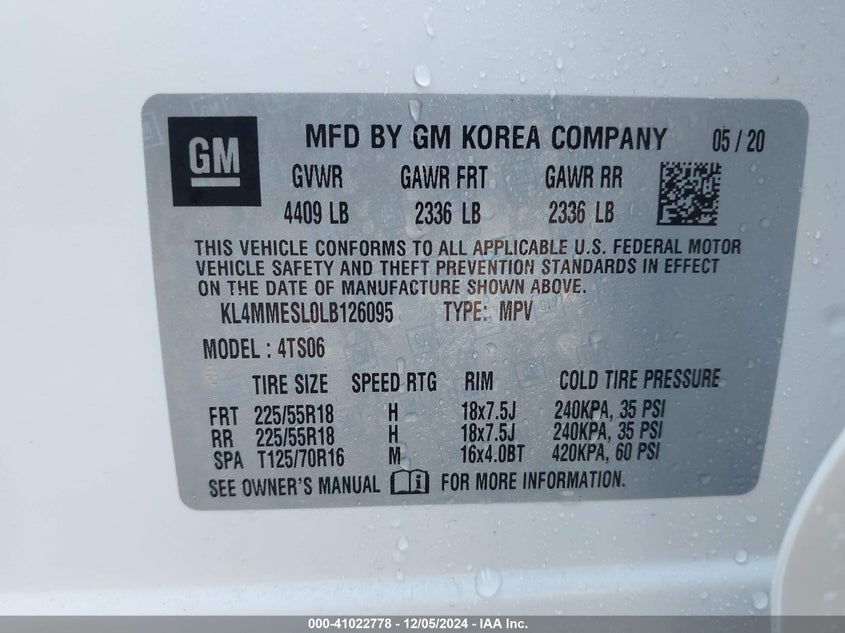 GM
MFD BY GM KOREA COMPANY 05 / 20
GVWR GAWR FRT GAWR RR
4409 LB 2336 LB 2336 LB
THIS VEHICLE CONFORMS TO ALL APPLICABLE U.S. FEDERAL MOTOR
VEHICLE SAFETY AND THEFT PREVENTION STANDARDS IN EFFECT
ON THE DATE OF MANUFACTURE SHOWN ABOVE.
KL4MMESL0LB126095 TYPE: MPV
MODEL : 4TS06
TIRE SIZE SPEED RTG RIM COLD TIRE PRESSURE
FRT 225/55R18 H 18x7.5J 240KPA, 35 PSI
RR 225/55R18 H 18x7.5J 240KPA, 35 PSI
SPA T125/70R16 M 16x4.0BT 420KPA, 60 PSI
SEE OWNER'S MANUAL FOR MORE INFORMATION.
000-41022778 - 12/05/2024 - IAA Inc.